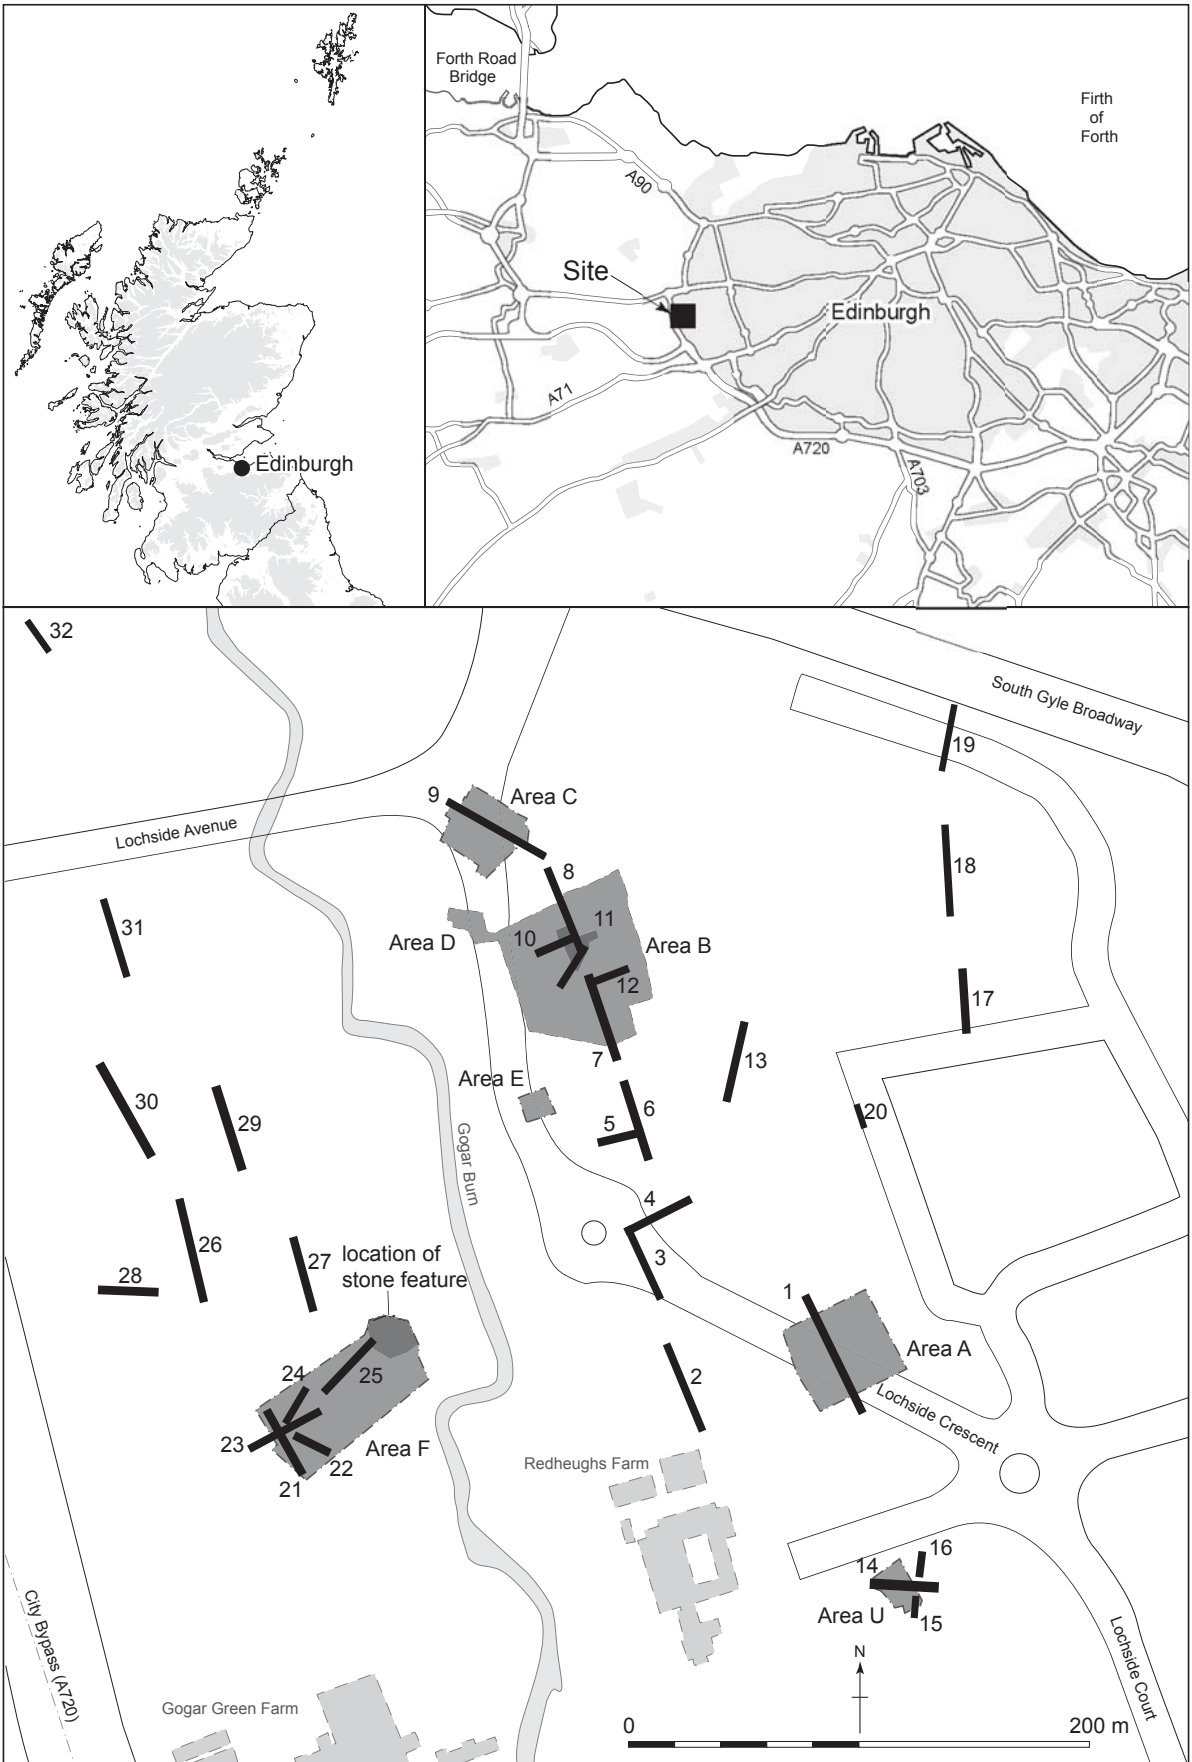 Edinburgh
Forth Road
Bridge
Firth
of
Forth
A90
Site
Edinburgh
A71
A720
A703
32
South Gyle Broadway
19
9
Area C
Lochside Avenue
8
18
31
11
10
Area D
Area B
12
17
13
7
Area E
30
6
20
29
5
Gogar Burn
4
26
27
location of
stone feature
3
28
1
Area A
24
25
2
Lochside Crescent
23
Area F
22
Redheughs Farm
21
16
14
Area U
15
City Bypass (A720)
Lochside Court
N
Gogar Green Farm
0
200 m